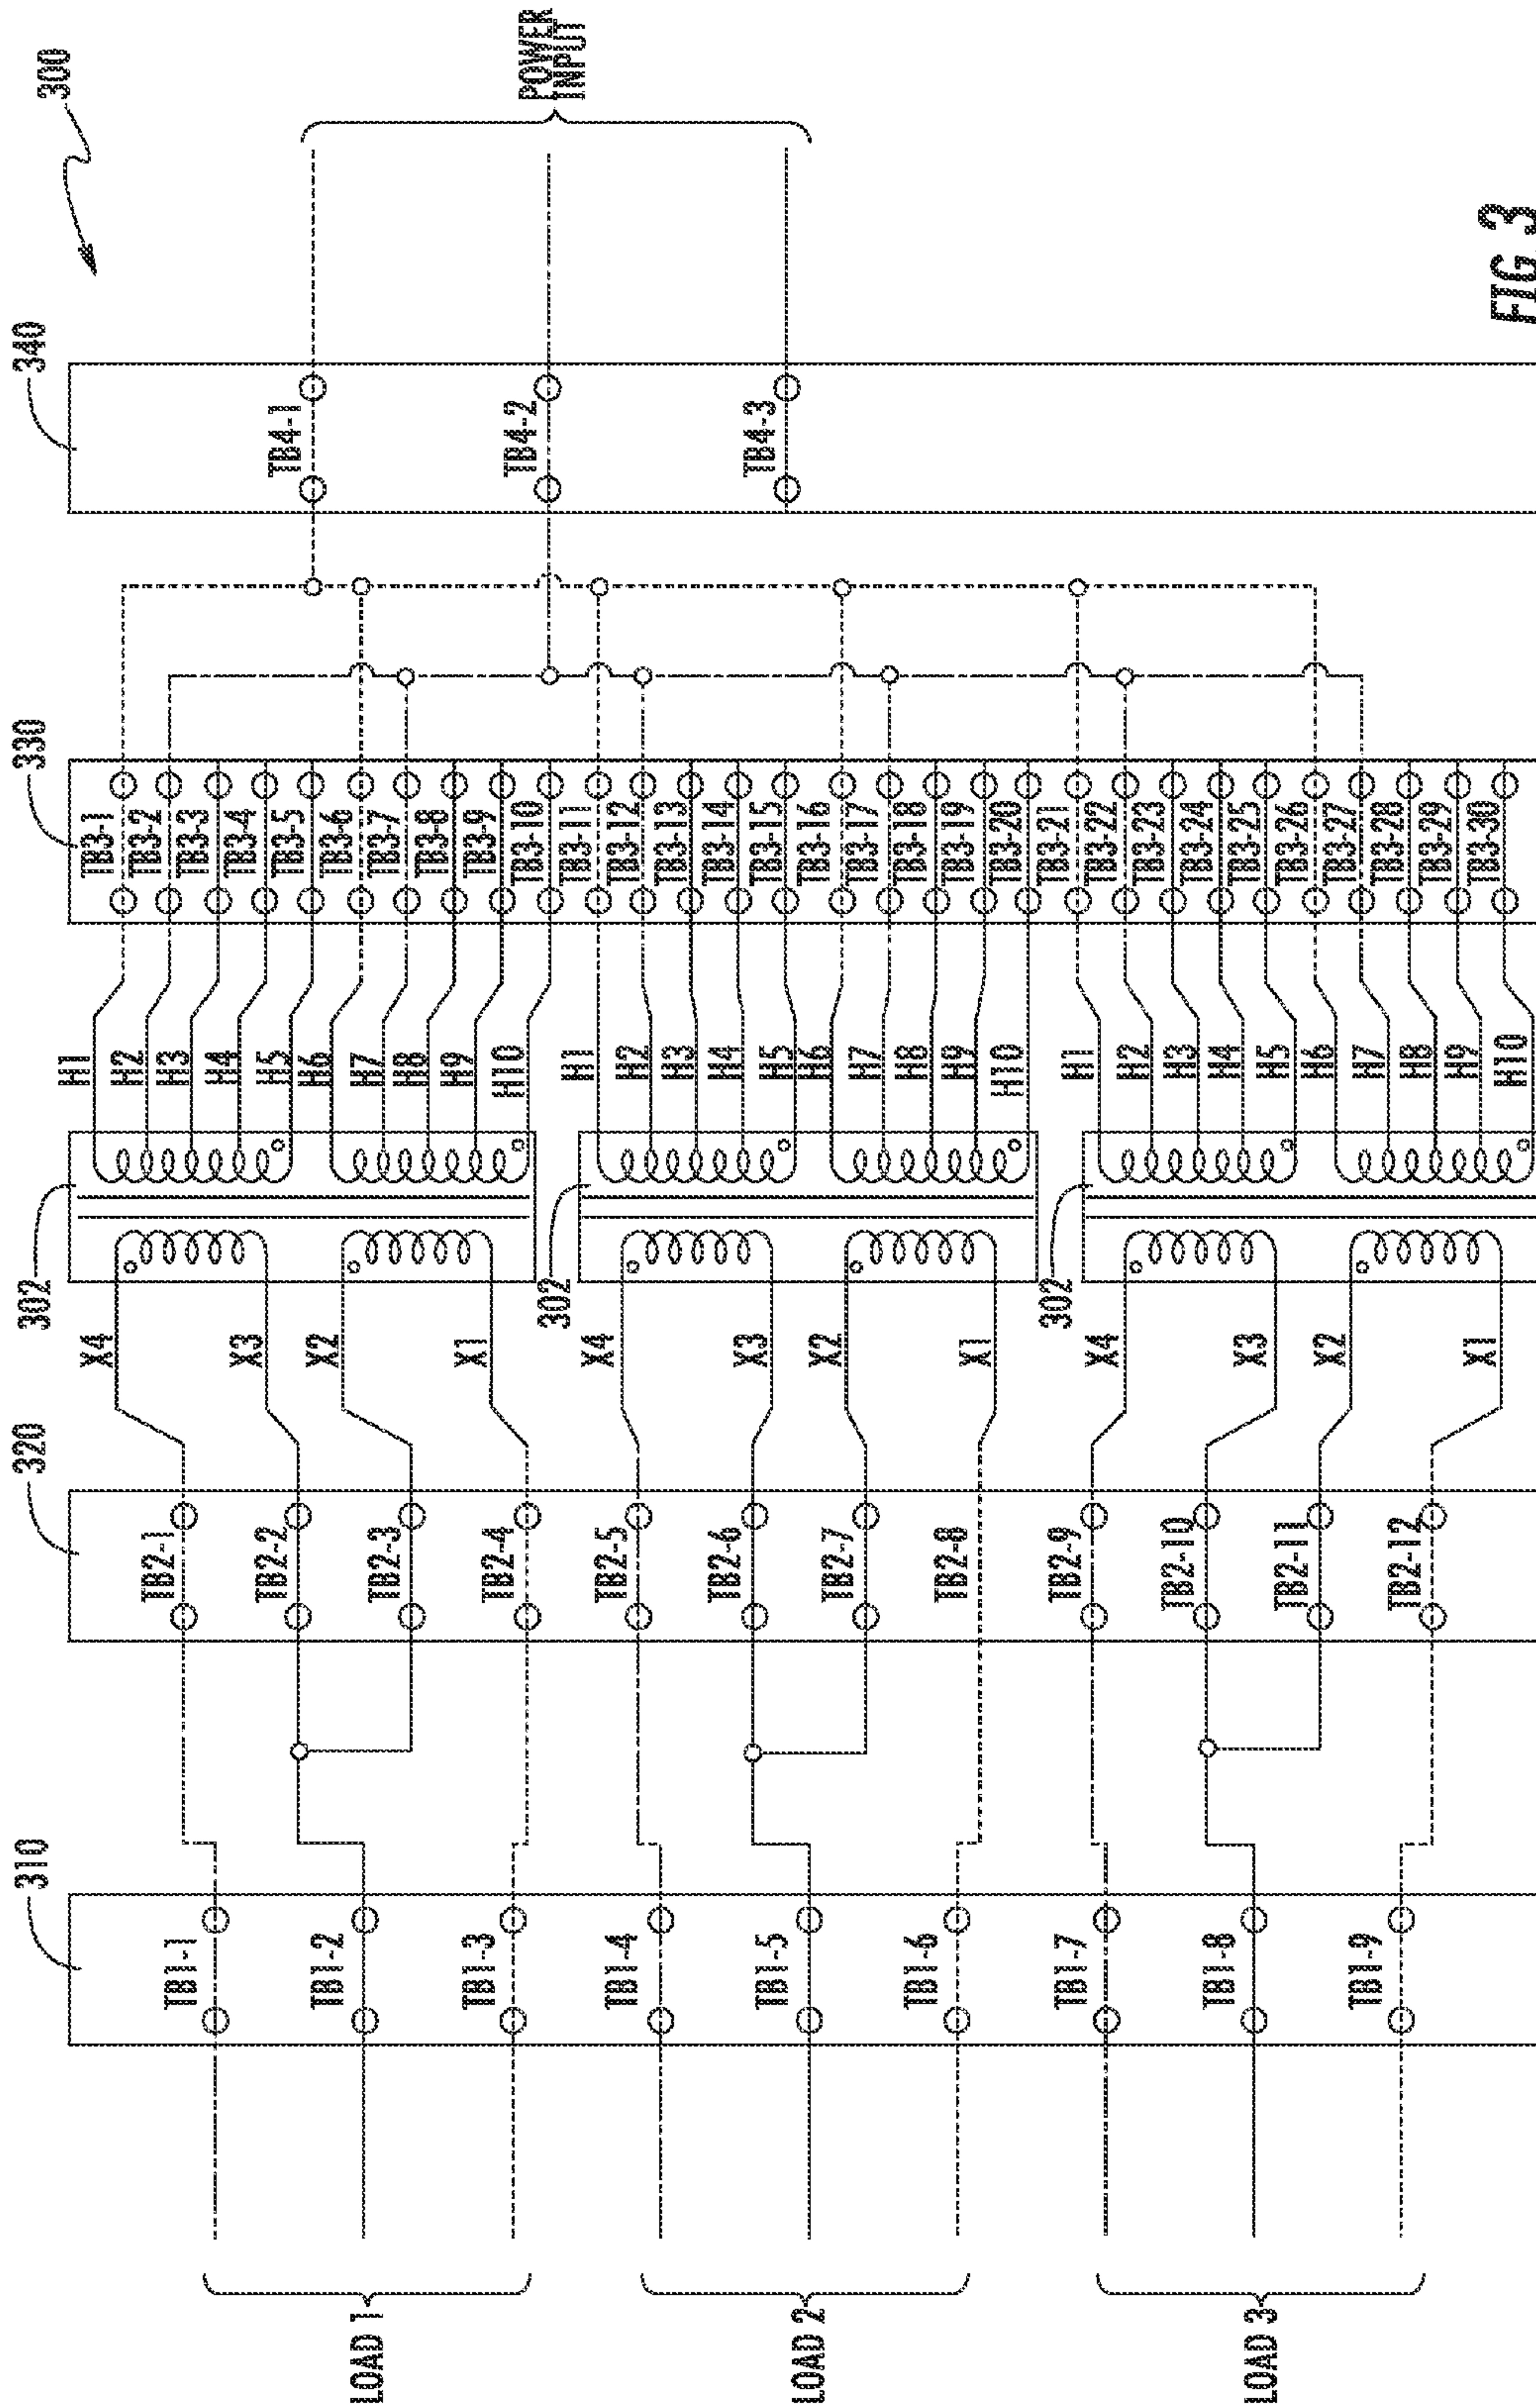 300
POWER
INPUT
340
TB4-1
TB4-2
TB4-3
330
TB3-1
TB3-2
TB3-3
TB3-4
TB3-5
TB3-6
TB3-7
TB3-8
TB3-9
TB3-10
TB3-11
TB3-12
TB3-13
TB3-14
TB3-15
TB3-16
TB3-17
TB3-18
TB3-19
TB3-20
TB3-21
TB3-22
TB3-23
TB3-24
TB3-25
TB3-26
TB3-27
TB3-28
TB3-29
TB3-30
H1
H2
H3
H4
H5
H6
H7
H8
H9
H10
H1
H2
H3
H4
H5
H6
H7
H8
H9
H10
H1
H2
H3
H4
H5
H6
H7
H8
H9
H10
302
302
302
X4
X3
X2
X1
X4
X3
X2
X1
X4
X3
X2
X1
320
TB2-1
TB2-2
TB2-3
TB2-4
TB2-5
TB2-6
TB2-7
TB2-8
TB2-9
TB2-10
TB2-11
TB2-12
310
TB1-1
TB1-2
TB1-3
TB1-4
TB1-5
TB1-6
TB1-7
TB1-8
TB1-9
LOAD 1
LOAD 2
LOAD 3
FIG. 3